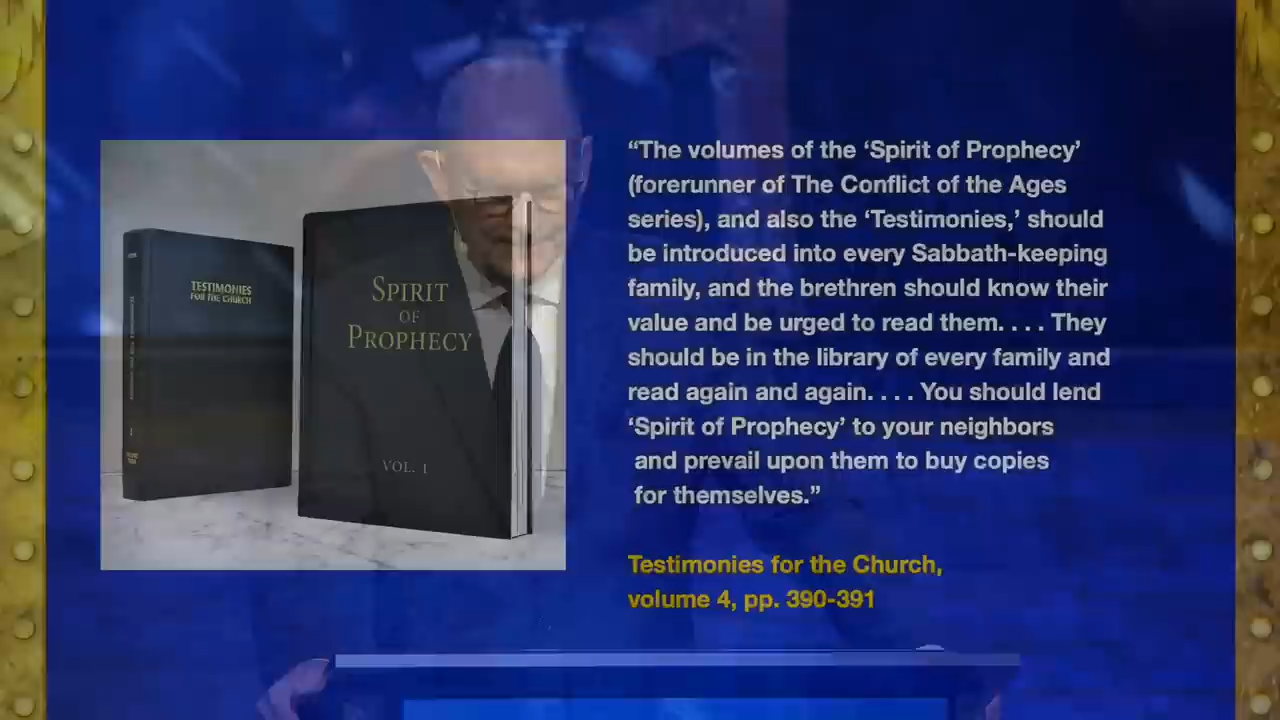 TESTIMONIES
FOR THE CHURCH
SPIRIT
OF
PROPHECY
VOL. 1
“The volumes of the ‘Spirit of Prophecy’
(forerunner of The Conflict of the Ages
series), and also the ‘Testimonies,’ should
be introduced into every Sabbath-keeping
family, and the brethren should know their
value and be urged to read them. . . . They
should be in the library of every family and
read again and again. . . . You should lend
‘Spirit of Prophecy’ to your neighbors
and prevail upon them to buy copies
for themselves.”
Testimonies for the Church,
volume 4, pp. 390-391